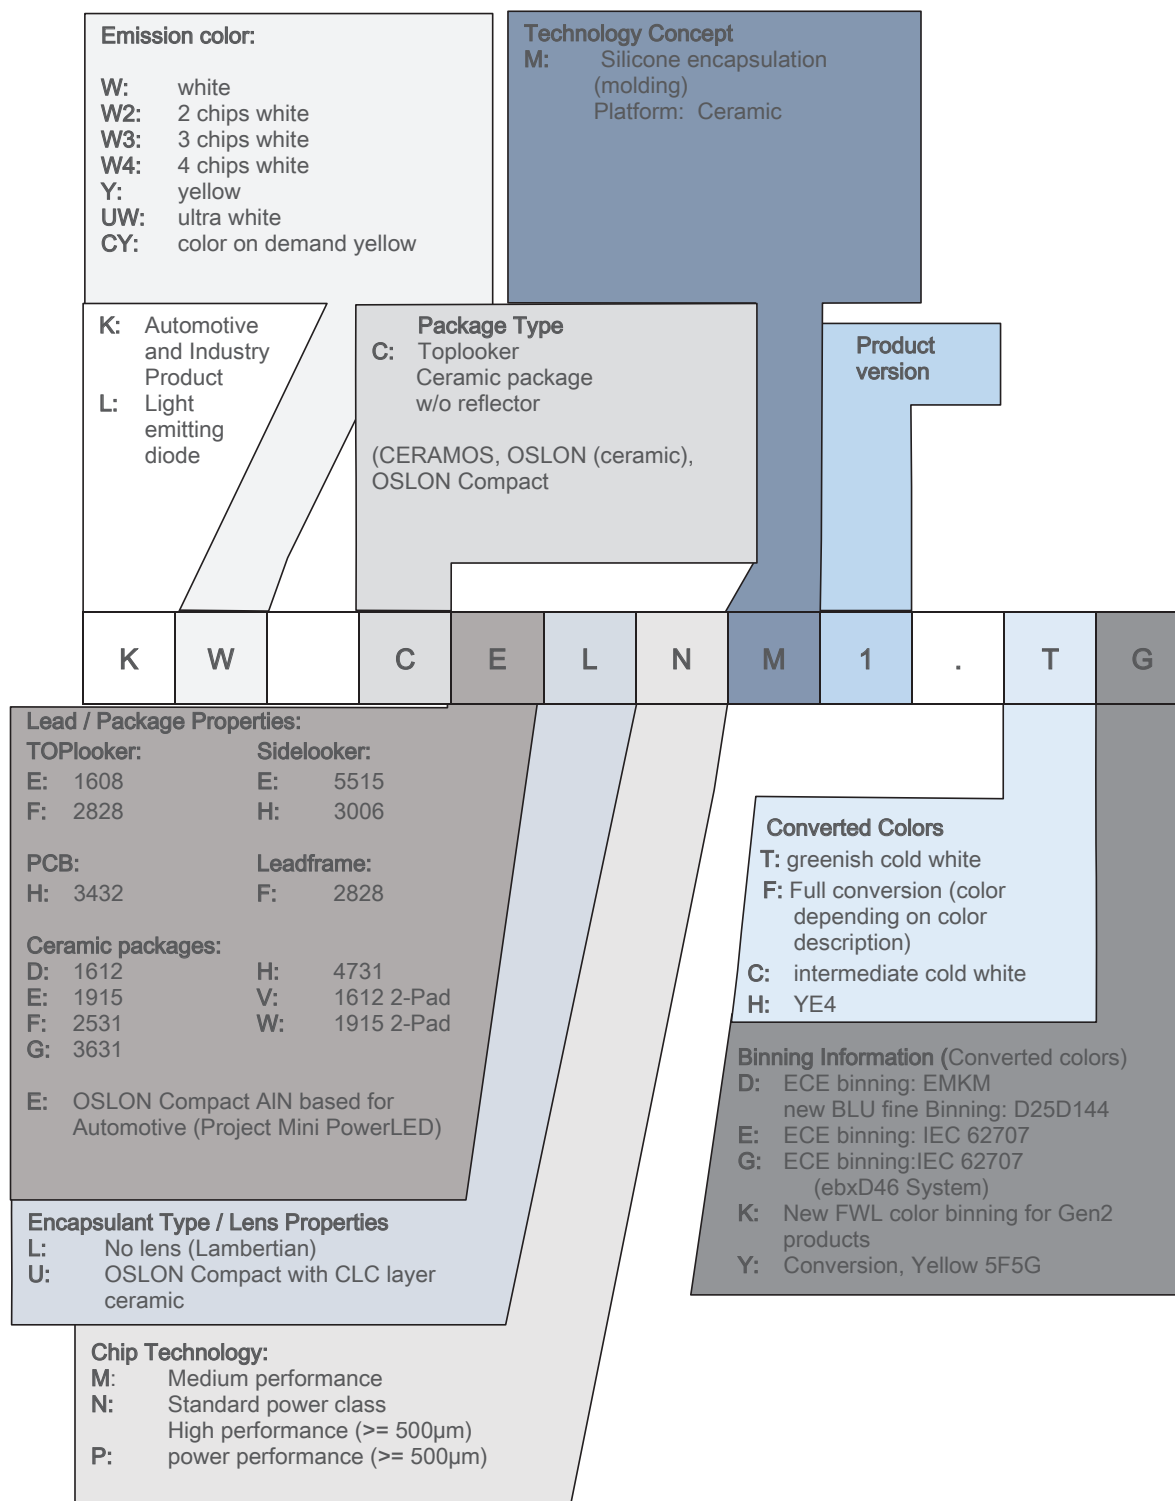 Emission color:
W: white
W2: 2 chips white
W3: 3 chips white
W4: 4 chips white
Y: yellow
UW: ultra white
CY: color on demand yellow
Technology Concept
M: Silicone encapsulation
(molding)
Platform: Ceramic
K: Automotive
and Industry
Product
L: Light
emitting
diode
Package Type
C: Toplooker
Ceramic package
w/o reflector
(CERAMOS, OSLON (ceramic),
OSLON Compact
Product
version
K W C E L N M 1 . T G
Lead / Package Properties:
TOPlooker: Sidelooker:
E: 1608 E: 5515
F: 2828 H: 3006
PCB: Leadframe:
H: 3432 F: 2828
Ceramic packages:
D: 1612 H: 4731
E: 1915 V: 1612 2-Pad
F: 2531 W: 1915 2-Pad
G: 3631
E: OSLON Compact AlN based for
Automotive (Project Mini PowerLED)
Encapsulant Type / Lens Properties
L: No lens (Lambertian)
U: OSLON Compact with CLC layer
ceramic
Chip Technology:
M: Medium performance
N: Standard power class
High performance (>= 500µm)
P: power performance (>= 500µm)
Converted Colors
T: greenish cold white
F: Full conversion (color
depending on color
description)
C: intermediate cold white
H: YE4
Binning Information (Converted colors)
D: ECE binning: EMKM
new BLU fine Binning: D25D144
E: ECE binning: IEC 62707
G: ECE binning:IEC 62707
(ebxD46 System)
K: New FWL color binning for Gen2
products
Y: Conversion, Yellow 5F5G